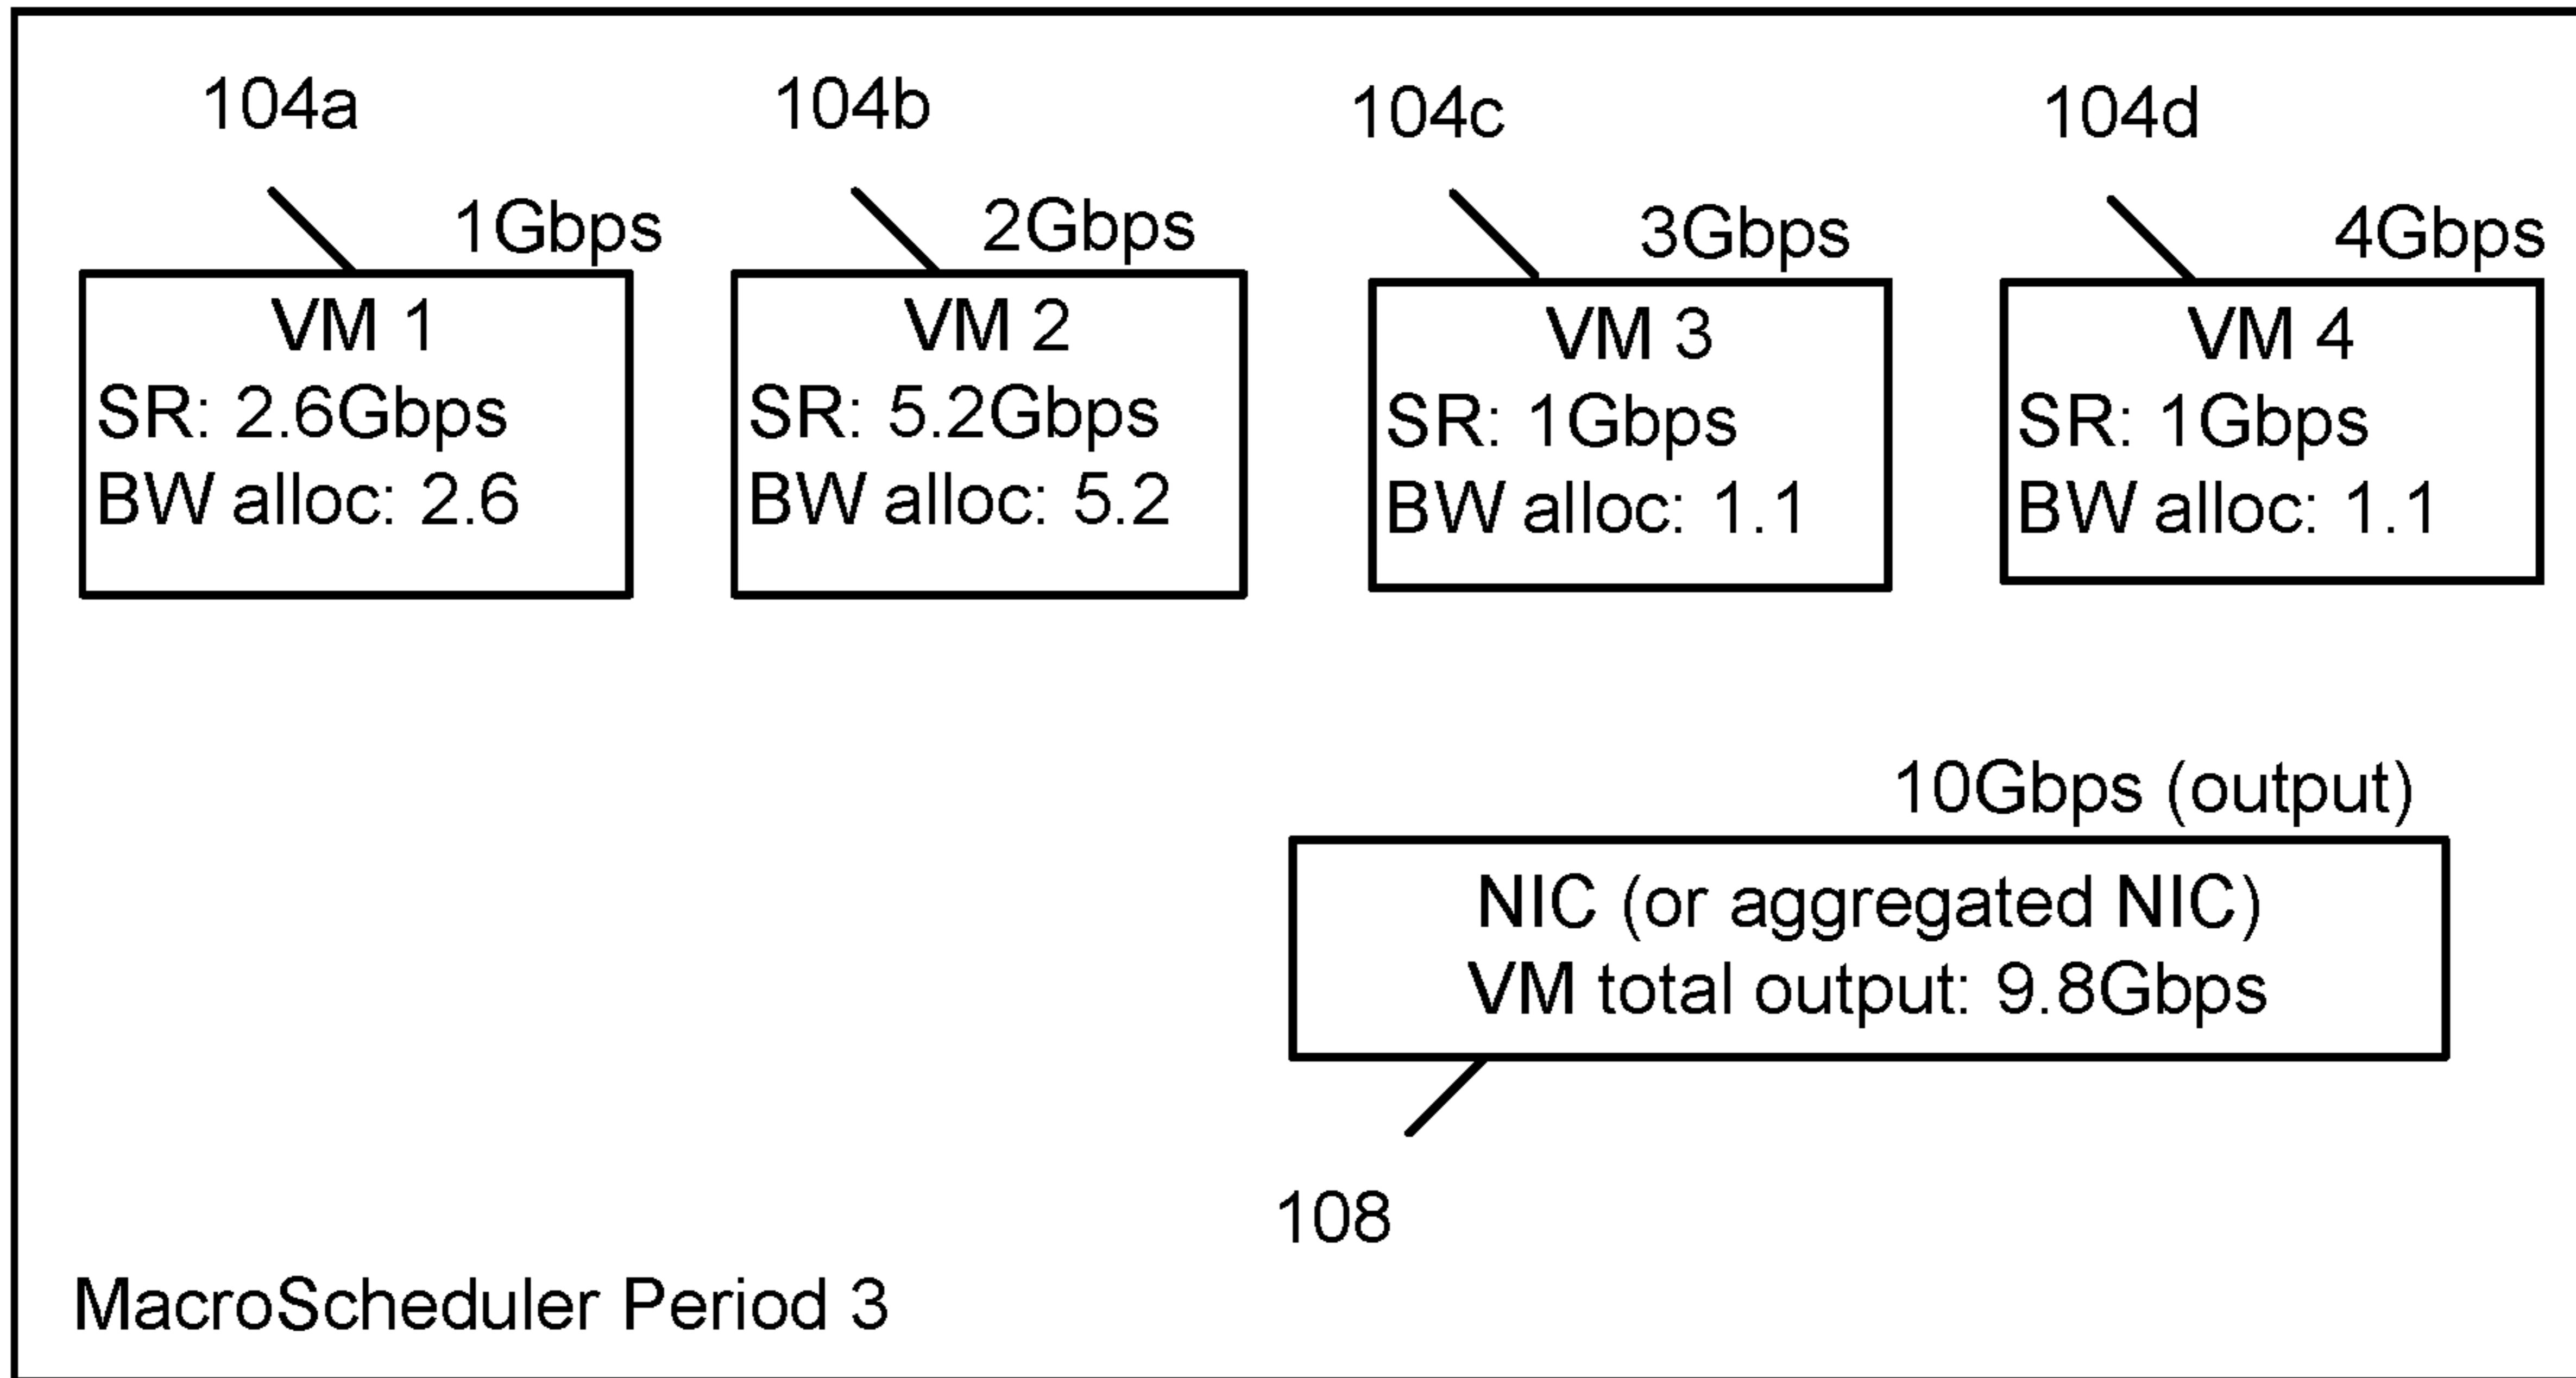 104a
104b
104c
104d
1Gbps
2Gbps
3Gbps
4Gbps
VM 1
SR: 2.6Gbps
BW alloc: 2.6
VM 2
SR: 5.2Gbps
BW alloc: 5.2
VM 3
SR: 1Gbps
BW alloc: 1.1
VM 4
SR: 1Gbps
BW alloc: 1.1
10Gbps (output)
NIC (or aggregated NIC)
VM total output: 9.8Gbps
108
MacroScheduler Period 3